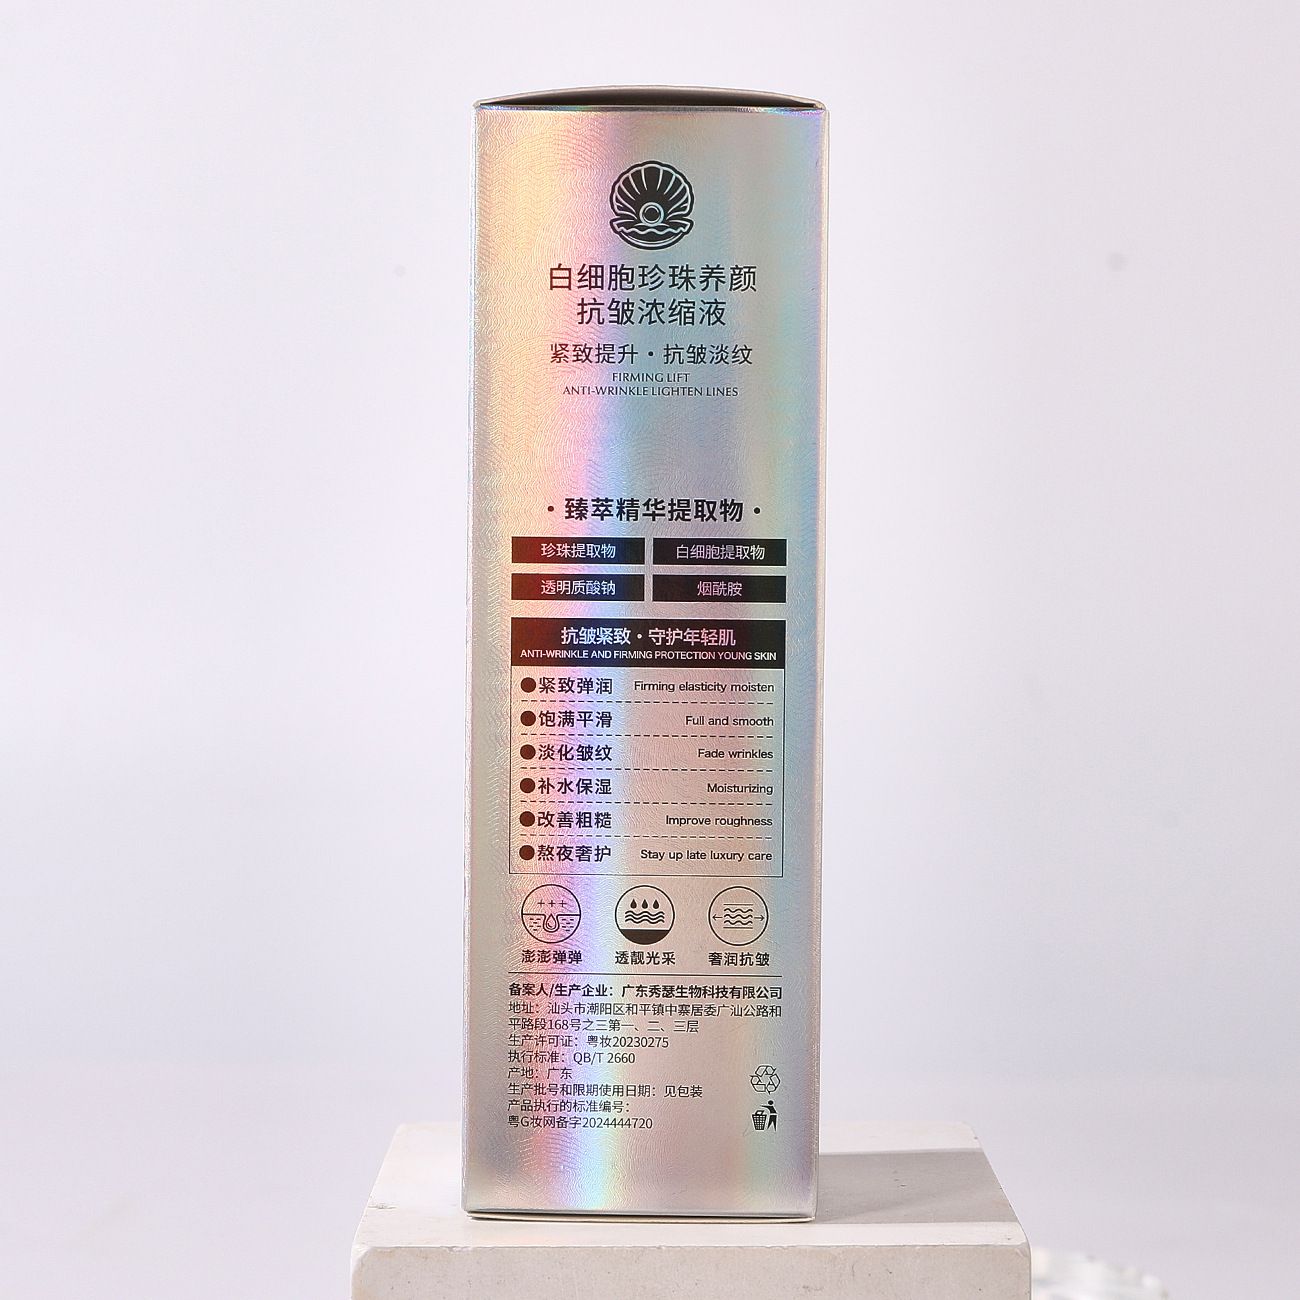 白细胞珍珠养颜
抗皱浓缩液
紧致提升·抗皱淡纹
FIRMING LIFT
ANTI-WRINKLE LIGHTEN LINES
·臻萃精华提取物·
珍珠提取物 白细胞提取物
透明质酸钠 烟酰胺
抗皱紧致·守护年轻肌
ANTI-WRINKLE AND FIRMING PROTECTION YOUNG SKIN
●紧致弹润 Firming elasticity moisten
●饱满平滑 Full and smooth
●淡化皱纹 Fade wrinkles
●补水保湿 Moisturizing
●改善粗糙 Improve roughness
●熬夜奢护 Stay up late luxury care
澎澎弹弹 透靓光采 奢润抗皱
备案人/生产企业：广东秀瑟生物科技有限公司
地址：汕头市潮阳区和平镇中寨居委广汕公路和
平路段168号之三第一、二、三层
生产许可证：粤妆20230275
执行标准：QB/T 2660
产地：广东
生产批号和限期使用日期：见包装
产品执行的标准编号：
粤G妆网备字2024444720